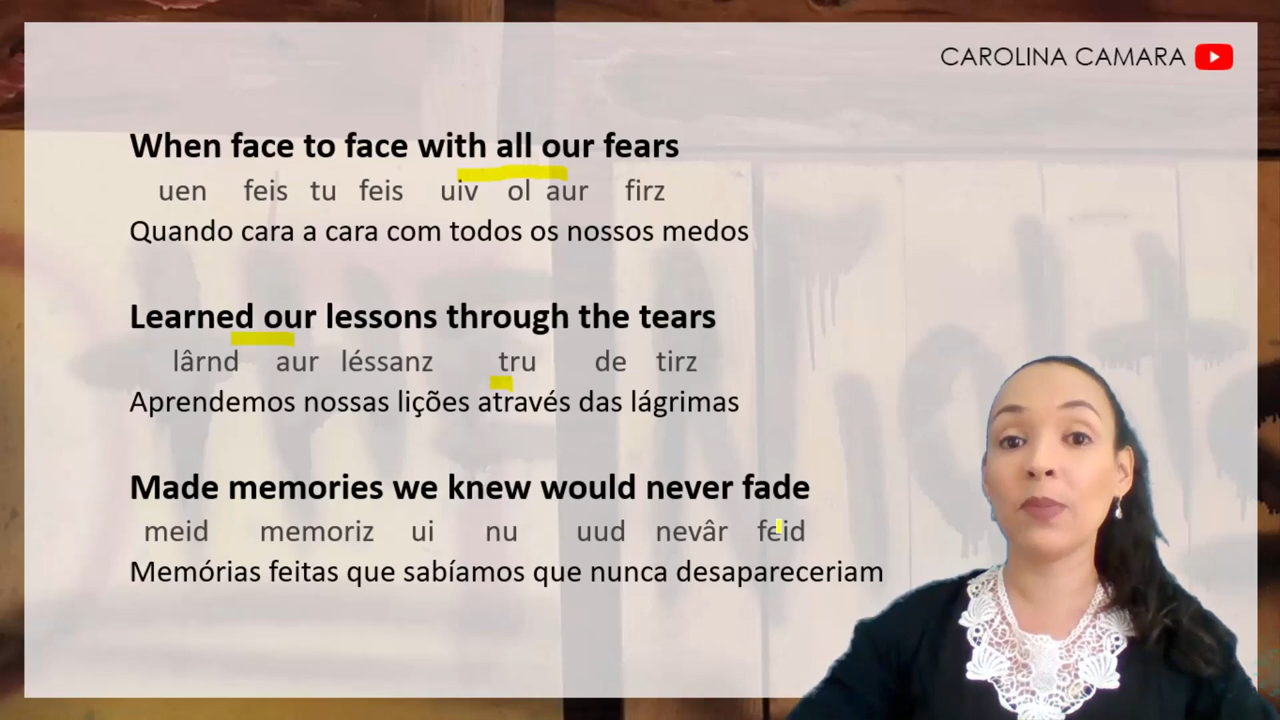 CAROLINA CAMARA
When face to face with all our fears
uen feis tu feis uiv ol aur firz
Quando cara a cara com todos os nossos medos
Learned our lessons through the tears
lârnd aur léssanz tru de tirz
Aprendemos nossas lições através das lágrimas
Made memories we knew would never fade
meid memoriz ui nu uud nevâr feid
Memórias feitas que sabíamos que nunca desapareceriam